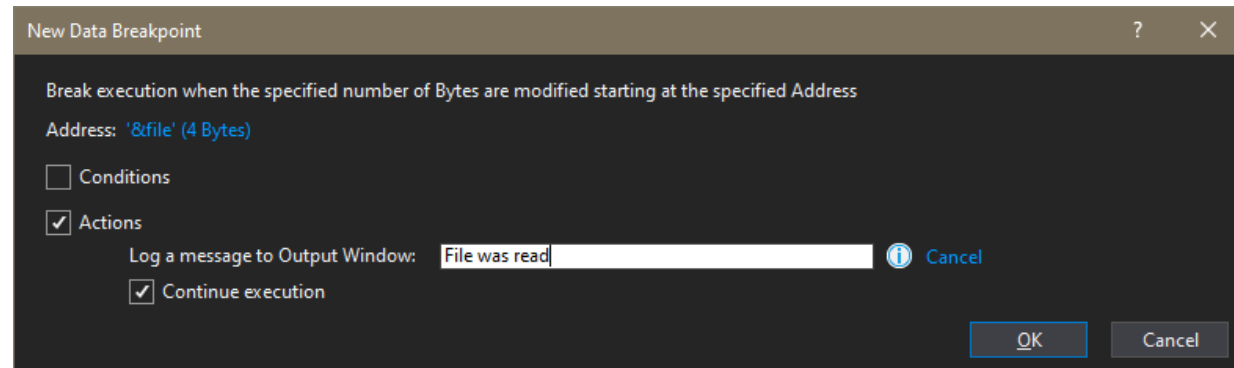 New Data Breakpoint ? ×
Break execution when the specified number of Bytes are modified starting at the specified Address
Address: '&file' (4 Bytes)
Conditions
Actions
Log a message to Output Window: File was read Cancel
Continue execution
OK Cancel